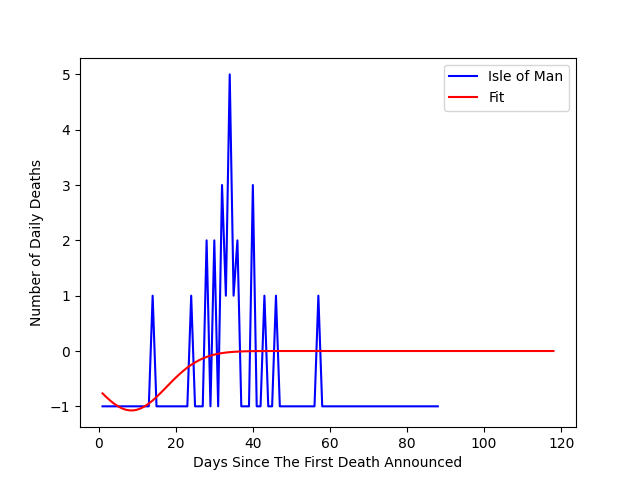 Isle of Man
Fit
5
4
3
2
1
0
−1
Number of Daily Deaths
0 20 40 60 80 100 120
Days Since The First Death Announced